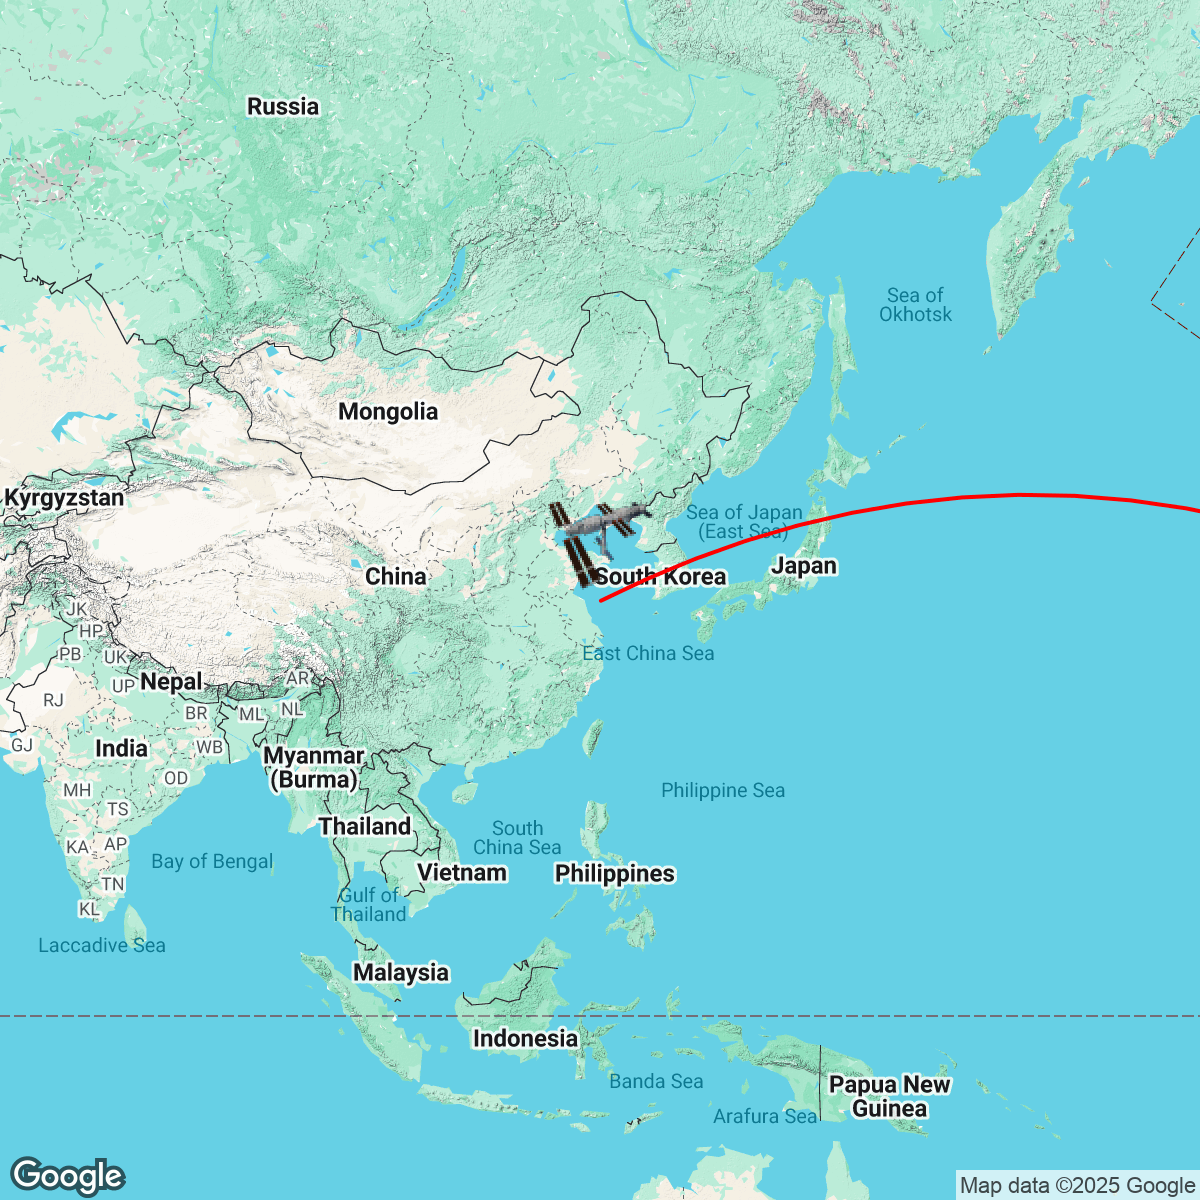 Russia
Sea of
Okhotsk
Mongolia
Kyrgyzstan
Sea of Japan
(East Sea)
China
South Korea
Japan
JK
HP
PB
UK
East China Sea
Nepal
UP
AR
RJ
BR
ML
NL
GJ
India
WB
Myanmar
(Burma)
OD
MH
TS
Philippine Sea
Thailand
South
China Sea
KA
AP
Bay of Bengal
Vietnam
Philippines
TN
Gulf of
Thailand
KL
Laccadive Sea
Malaysia
Indonesia
Banda Sea
Papua New
Guinea
Arafura Sea
Google
Map data ©2025 Google